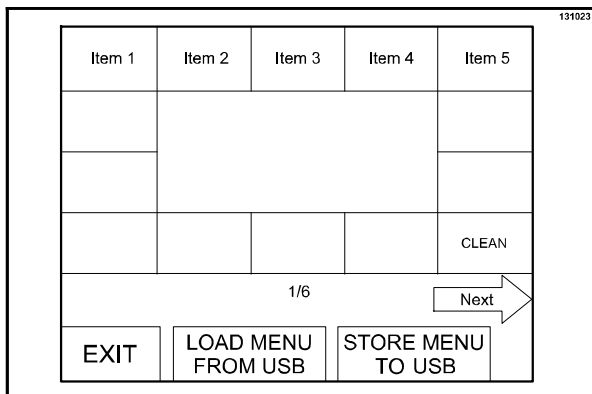 131023
Item 1
Item 2
Item 3
Item 4
Item 5
CLEAN
1/6
Next
EXIT
LOAD MENU
FROM USB
STORE MENU
TO USB